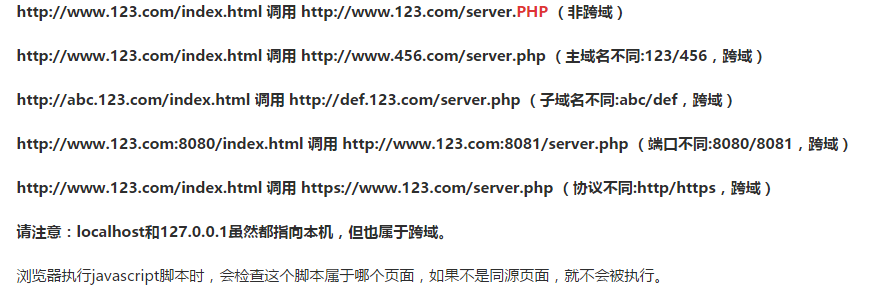 http://www.123.com/index.html 调用 http://www.123.com/server.PHP （非跨域）
http://www.123.com/index.html 调用 http://www.456.com/server.php （主域名不同:123/456，跨域）
http://abc.123.com/index.html 调用 http://def.123.com/server.php （子域名不同:abc/def，跨域）
http://www.123.com:8080/index.html 调用 http://www.123.com:8081/server.php （端口不同:8080/8081，跨域）
http://www.123.com/index.html 调用 https://www.123.com/server.php （协议不同:http/https，跨域）
请注意：localhost和127.0.0.1虽然都指向本机，但也属于跨域。
浏览器执行javascript脚本时，会检查这个脚本属于哪个页面，如果不是同源页面，就不会被执行。